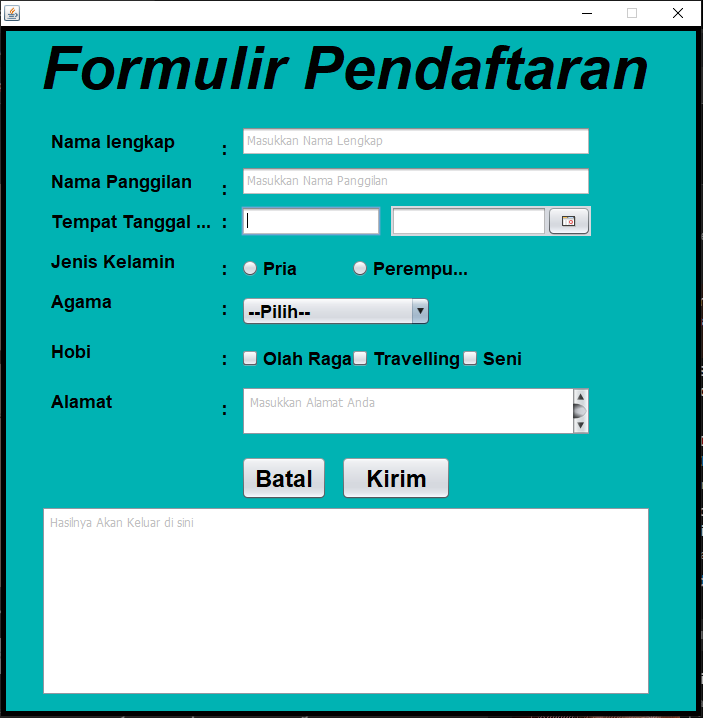 Formulir Pendaftaran
Nama lengkap : Masukkan Nama Lengkap
Nama Panggilan : Masukkan Nama Panggilan
Tempat Tanggal ... :
Jenis Kelamin : Pria Perempu...
Agama : --Pilih--
Hobi : Olah Raga Travelling Seni
Alamat : Masukkan Alamat Anda
Batal Kirim
Hasilnya Akan Keluar di sini